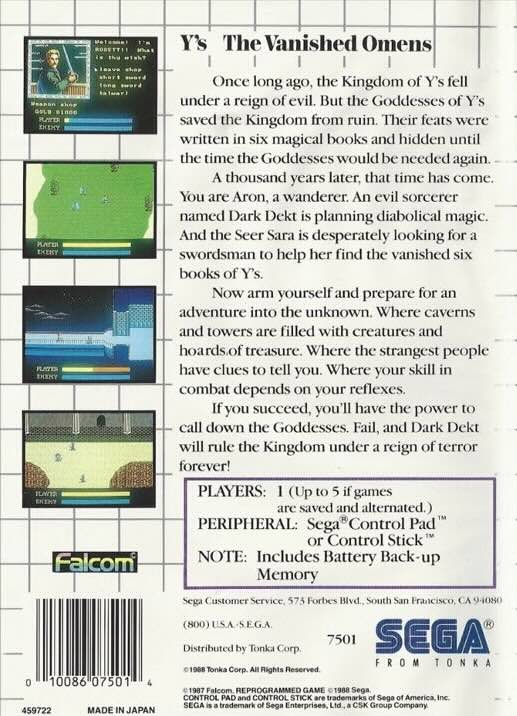 Welcome! I'm
ROSETTI! What
is thy wish?
leave shop
short sword
long sword
talwarl
Weapon shop
GOLD 01000
PLAYER
ENEMY
PLAYER
ENEMY
PLAYER
ENEMY
PLAYER
ENEMY
Y's The Vanished Omens
Once long ago, the Kingdom of Y's fell
under a reign of evil. But the Goddesses of Y's
saved the Kingdom from ruin. Their feats were
written in six magical books and hidden until
the time the Goddesses would be needed again.
A thousand years later, that time has come.
You are Aron, a wanderer. An evil sorcerer
named Dark Dekt is planning diabolical magic.
And the Seer Sara is desperately looking for a
swordsman to help her find the vanished six
books of Y's.
Now arm yourself and prepare for an
adventure into the unknown. Where caverns
and towers are filled with creatures and
hoards.of treasure. Where the strangest people
have clues to tell you. Where your skill in
combat depends on your reflexes.
If you succeed, you'll have the power to
call down the Goddesses. Fail, and Dark Dekt
will rule the Kingdom under a reign of terror
forever!
PLAYERS: 1 (Up to 5 if games
are saved and alternated.)
PERIPHERAL: Sega® Control Pad™
or Control Stick™
NOTE: Includes Battery Back-up
Memory
Falcom
Sega Customer Service, 573 Forbes Blvd., South San Francisco, CA 94080
(800) U.S.A.-S.E.G.A.
7501
SEGA®
FROM TONKA
Distributed by Tonka Corp.
©1988 Tonka Corp. All Rights Reserved.
©1987 Falcom. REPROGRAMMED GAME ©1988 Sega.
CONTROL PAD and CONTROL STICK are trademarks of Sega of America, Inc.
SEGA is a trademark of Sega Enterprises, Ltd., a CSK Group Company.
0 10086 07501 4
459722 MADE IN JAPAN